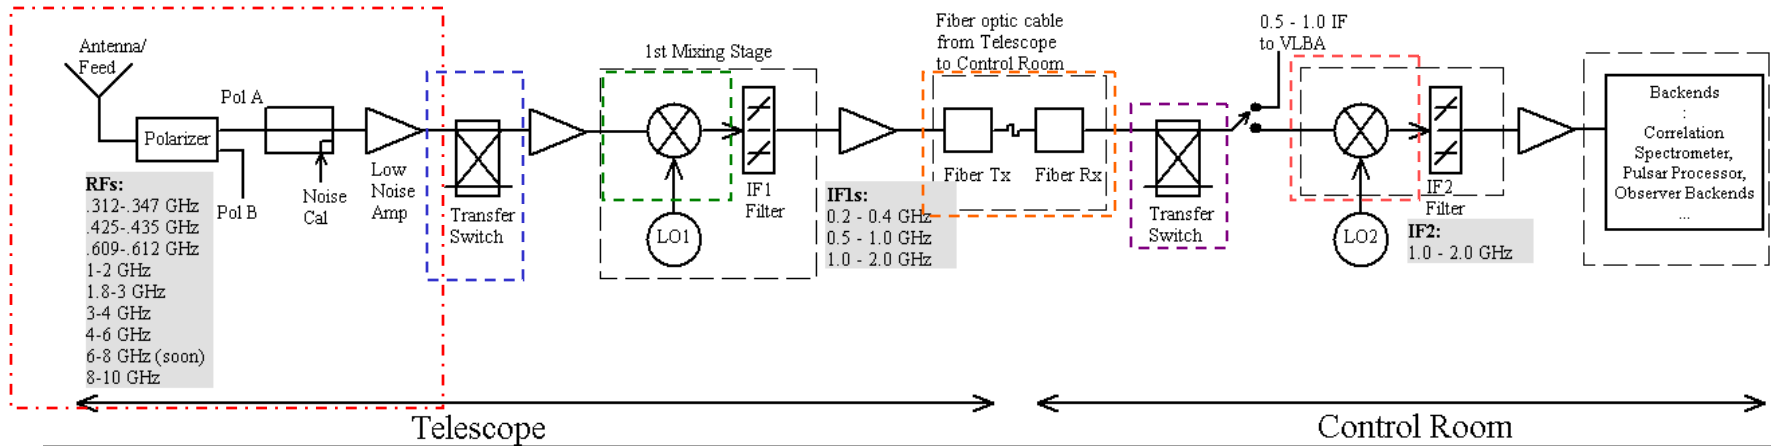 Antenna/
Feed
Polarizer
Pol A
Pol B
Noise
Cal
Low
Noise
Amp
RFs:
.312-.347 GHz
.425-.435 GHz
.609-.612 GHz
1-2 GHz
1.8-3 GHz
3-4 GHz
4-6 GHz
6-8 GHz (soon)
8-10 GHz
Transfer
Switch
1st Mixing Stage
LO1
IF1
Filter
IF1s:
0.2 - 0.4 GHz
0.5 - 1.0 GHz
1.0 - 2.0 GHz
Fiber optic cable
from Telescope
to Control Room
Fiber Tx
Fiber Rx
Transfer
Switch
0.5 - 1.0 IF
to VLBA
LO2
IF2
Filter
IF2:
1.0 - 2.0 GHz
Backends
:
Correlation
Spectrometer,
Pulsar Processor,
Observer Backends
...
Telescope
Control Room